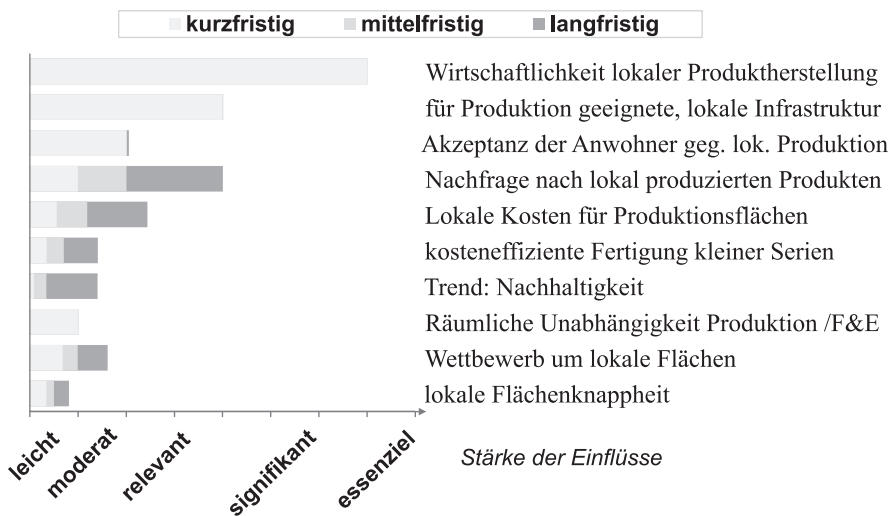 kurzfristig mittelfristig langfristig
Wirtschaftlichkeit lokaler Produktherstellung
für Produktion geeignete, lokale Infrastruktur
Akzeptanz der Anwohner geg. lok. Produktion
Nachfrage nach lokal produzierten Produkten
Lokale Kosten für Produktionsflächen
kosteneffiziente Fertigung kleiner Serien
Trend: Nachhaltigkeit
Räumliche Unabhängigkeit Produktion /F&E
Wettbewerb um lokale Flächen
lokale Flächenknappheit
leicht
moderat
relevant
signifikant
essenziel
Stärke der Einflüsse